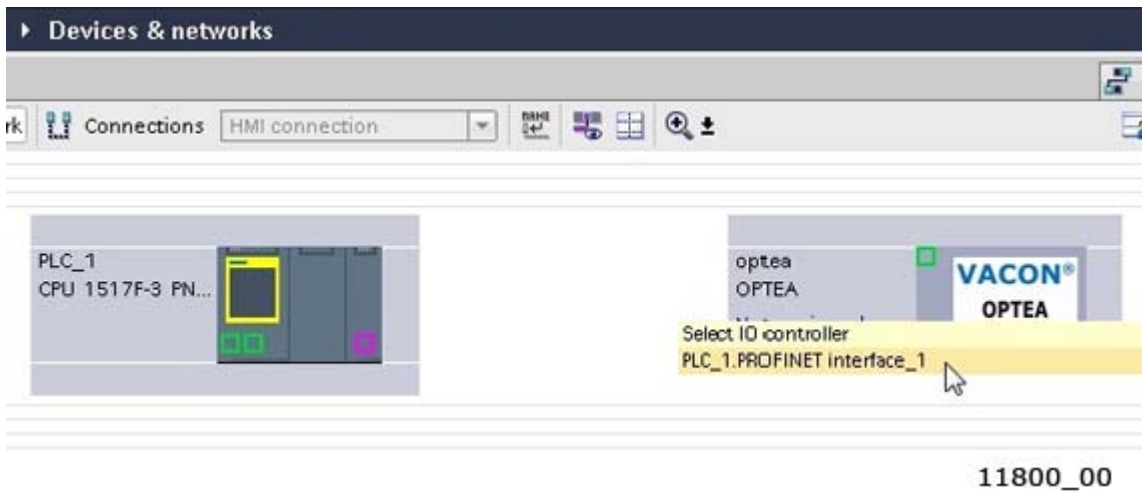 Devices & networks
rk Connections HMI connection
PLC_1
CPU 1517F-3 PN...
optea
OPTEA
VACON®
OPTEA
Select IO controller
PLC_1.PROFINET interface_1
11800_00